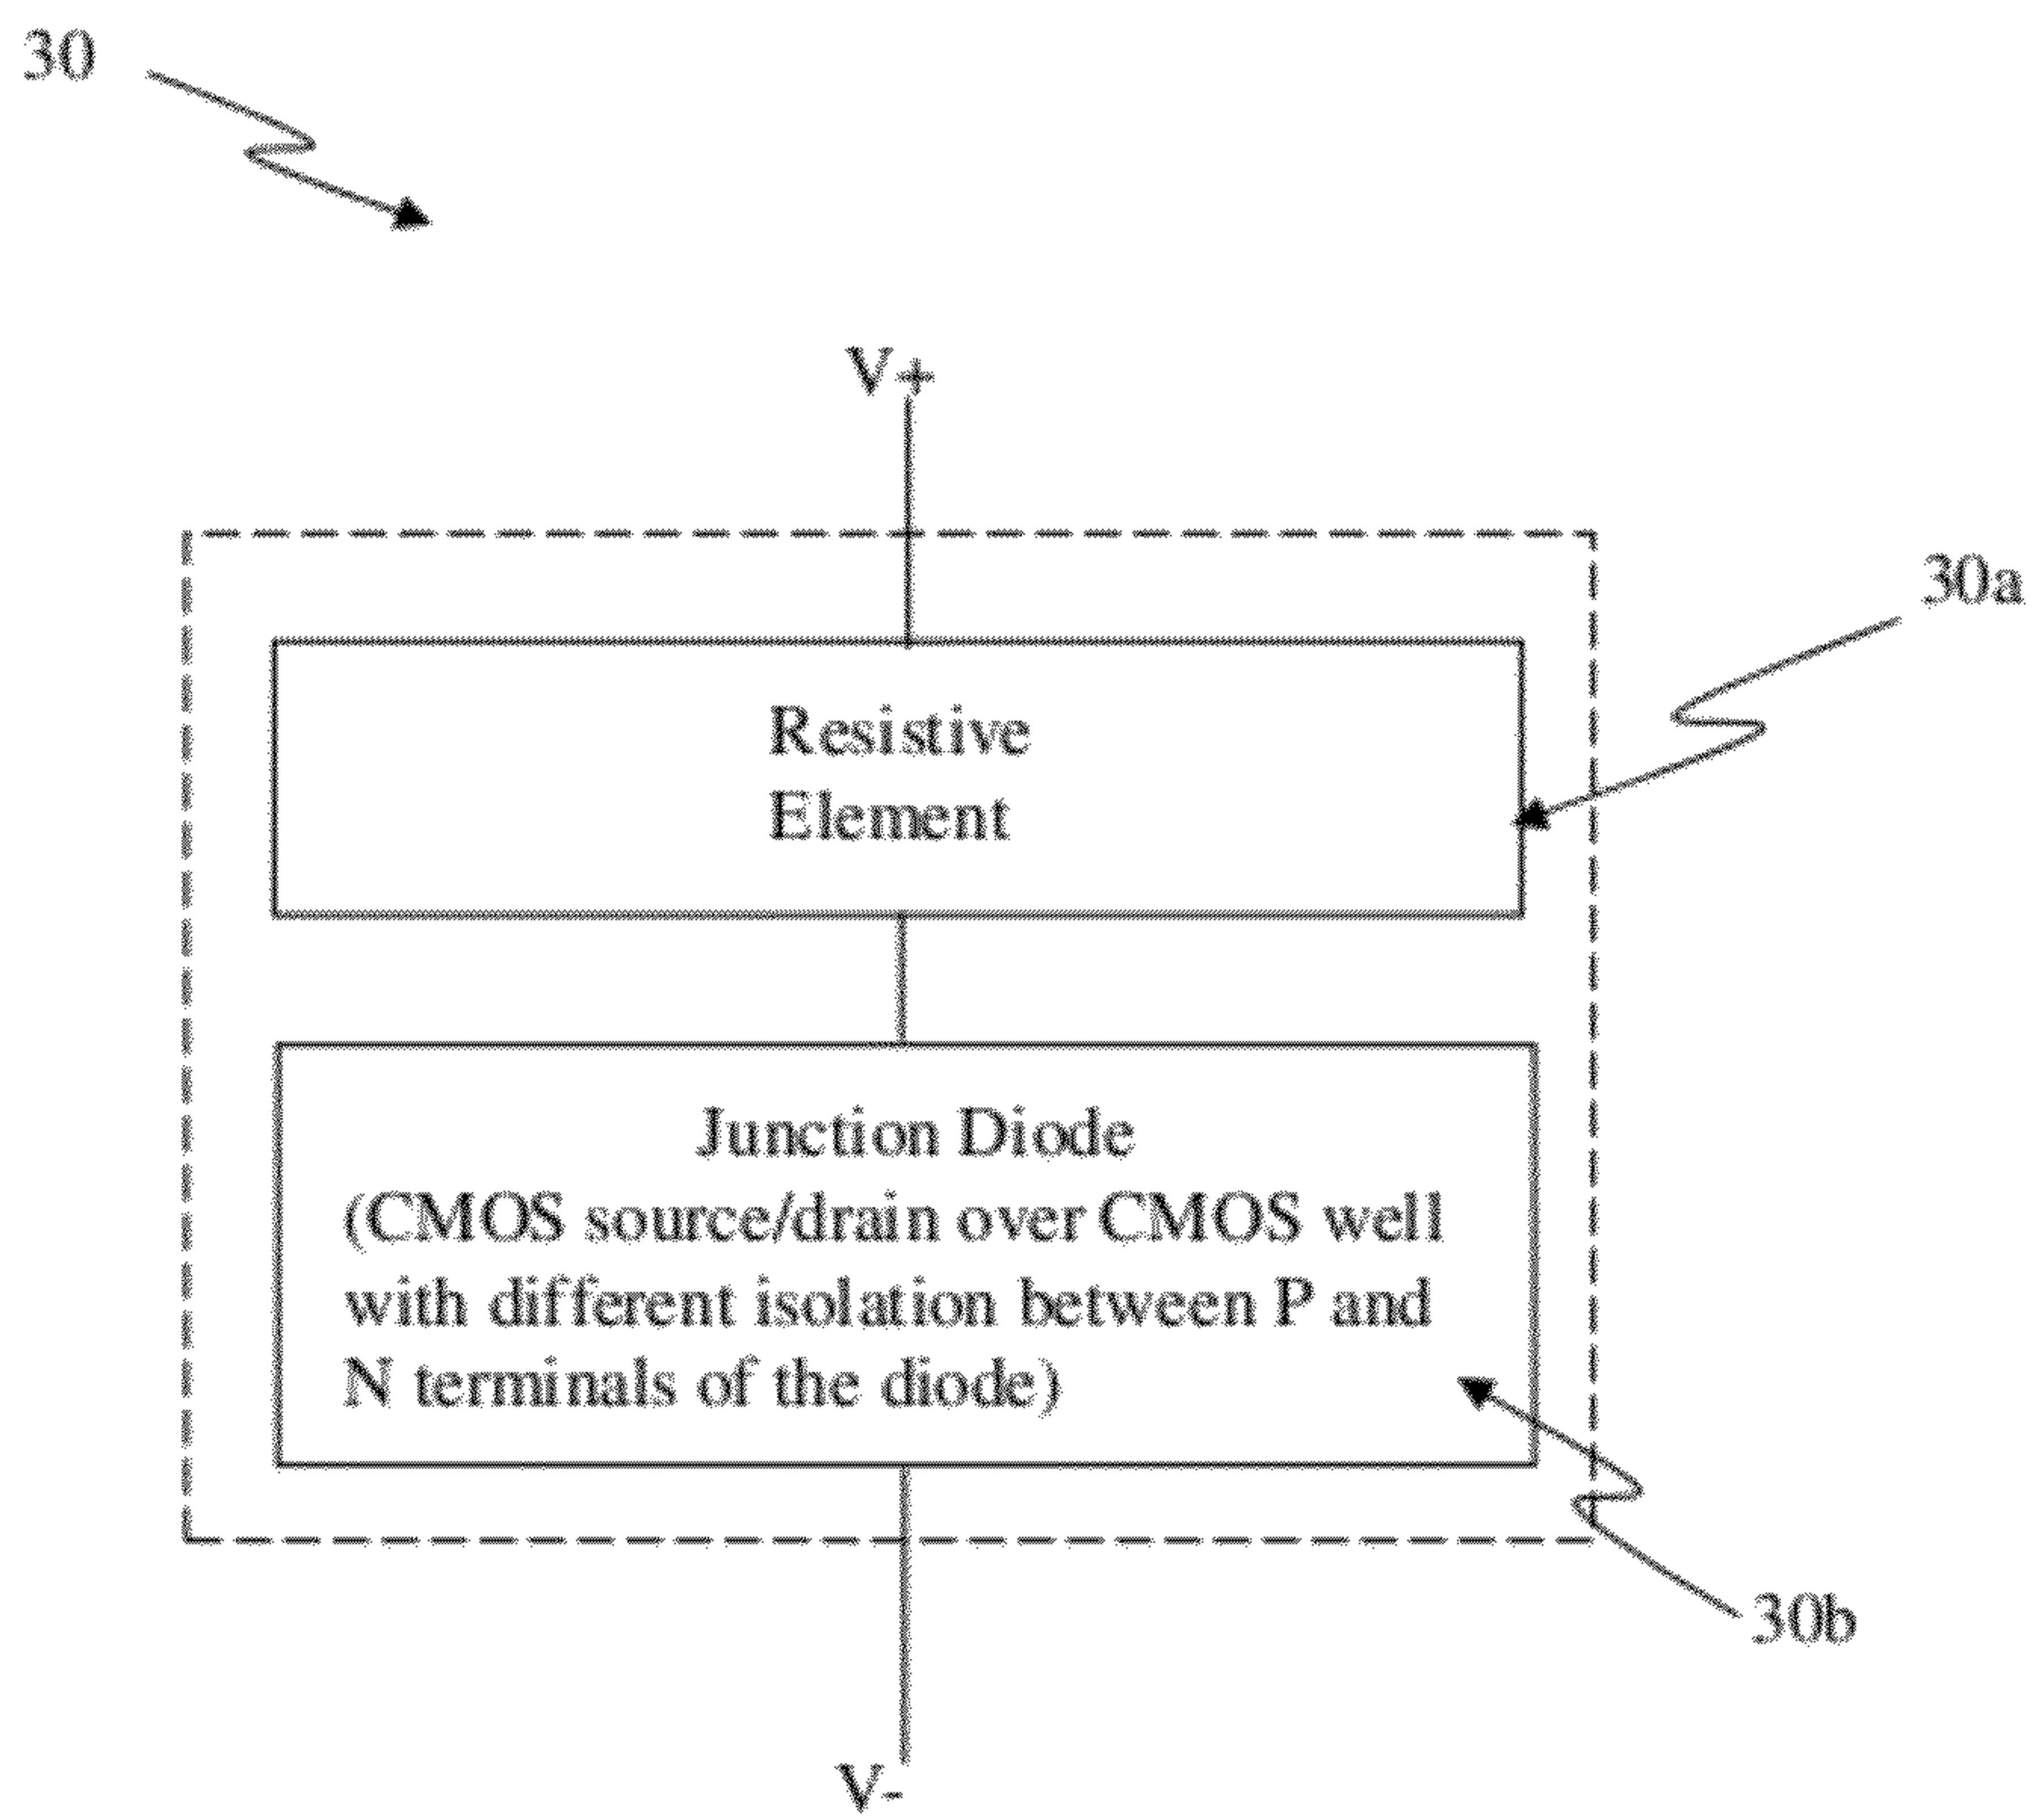 30
V+
30a
Resistive
Element
Junction Diode
(CMOS source/drain over CMOS well
with different isolation between P and
N terminals of the diode)
30b
V-